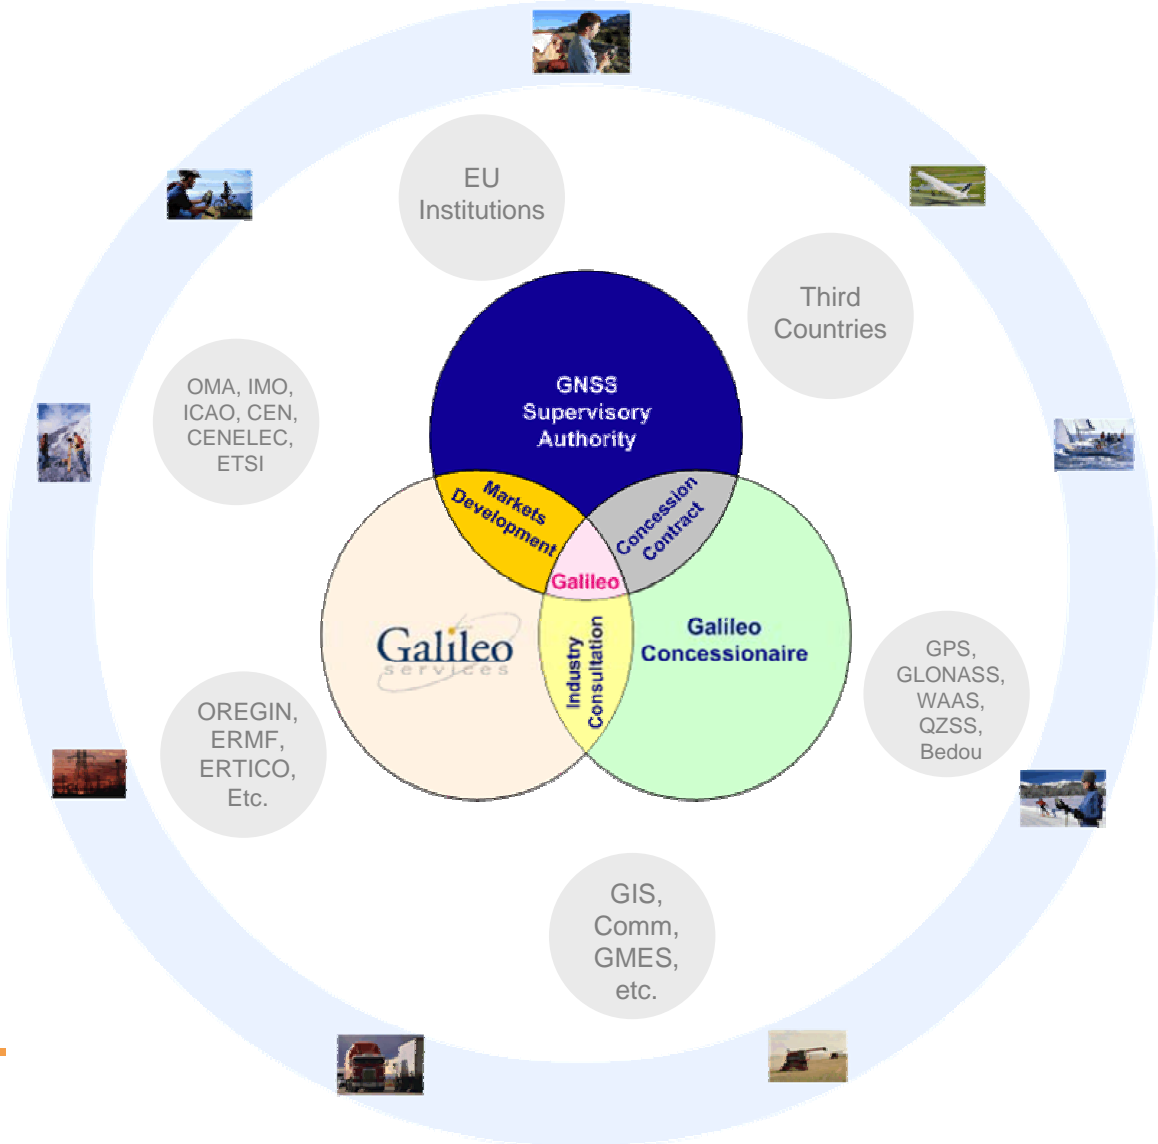 EU
Institutions
Third
Countries
OMA, IMO,
ICAO, CEN,
CENELEC,
ETSI
GNSS
Supervisory
Authority
Markets
Development
Concession
Contract
Galileo
Galileo
services
Industry
Consultation
Galileo
Concessionaire
GPS,
GLONASS,
WAAS,
QZSS,
Bedou
OREGIN,
ERMF,
ERTICO,
Etc.
GIS,
Comm,
GMES,
etc.